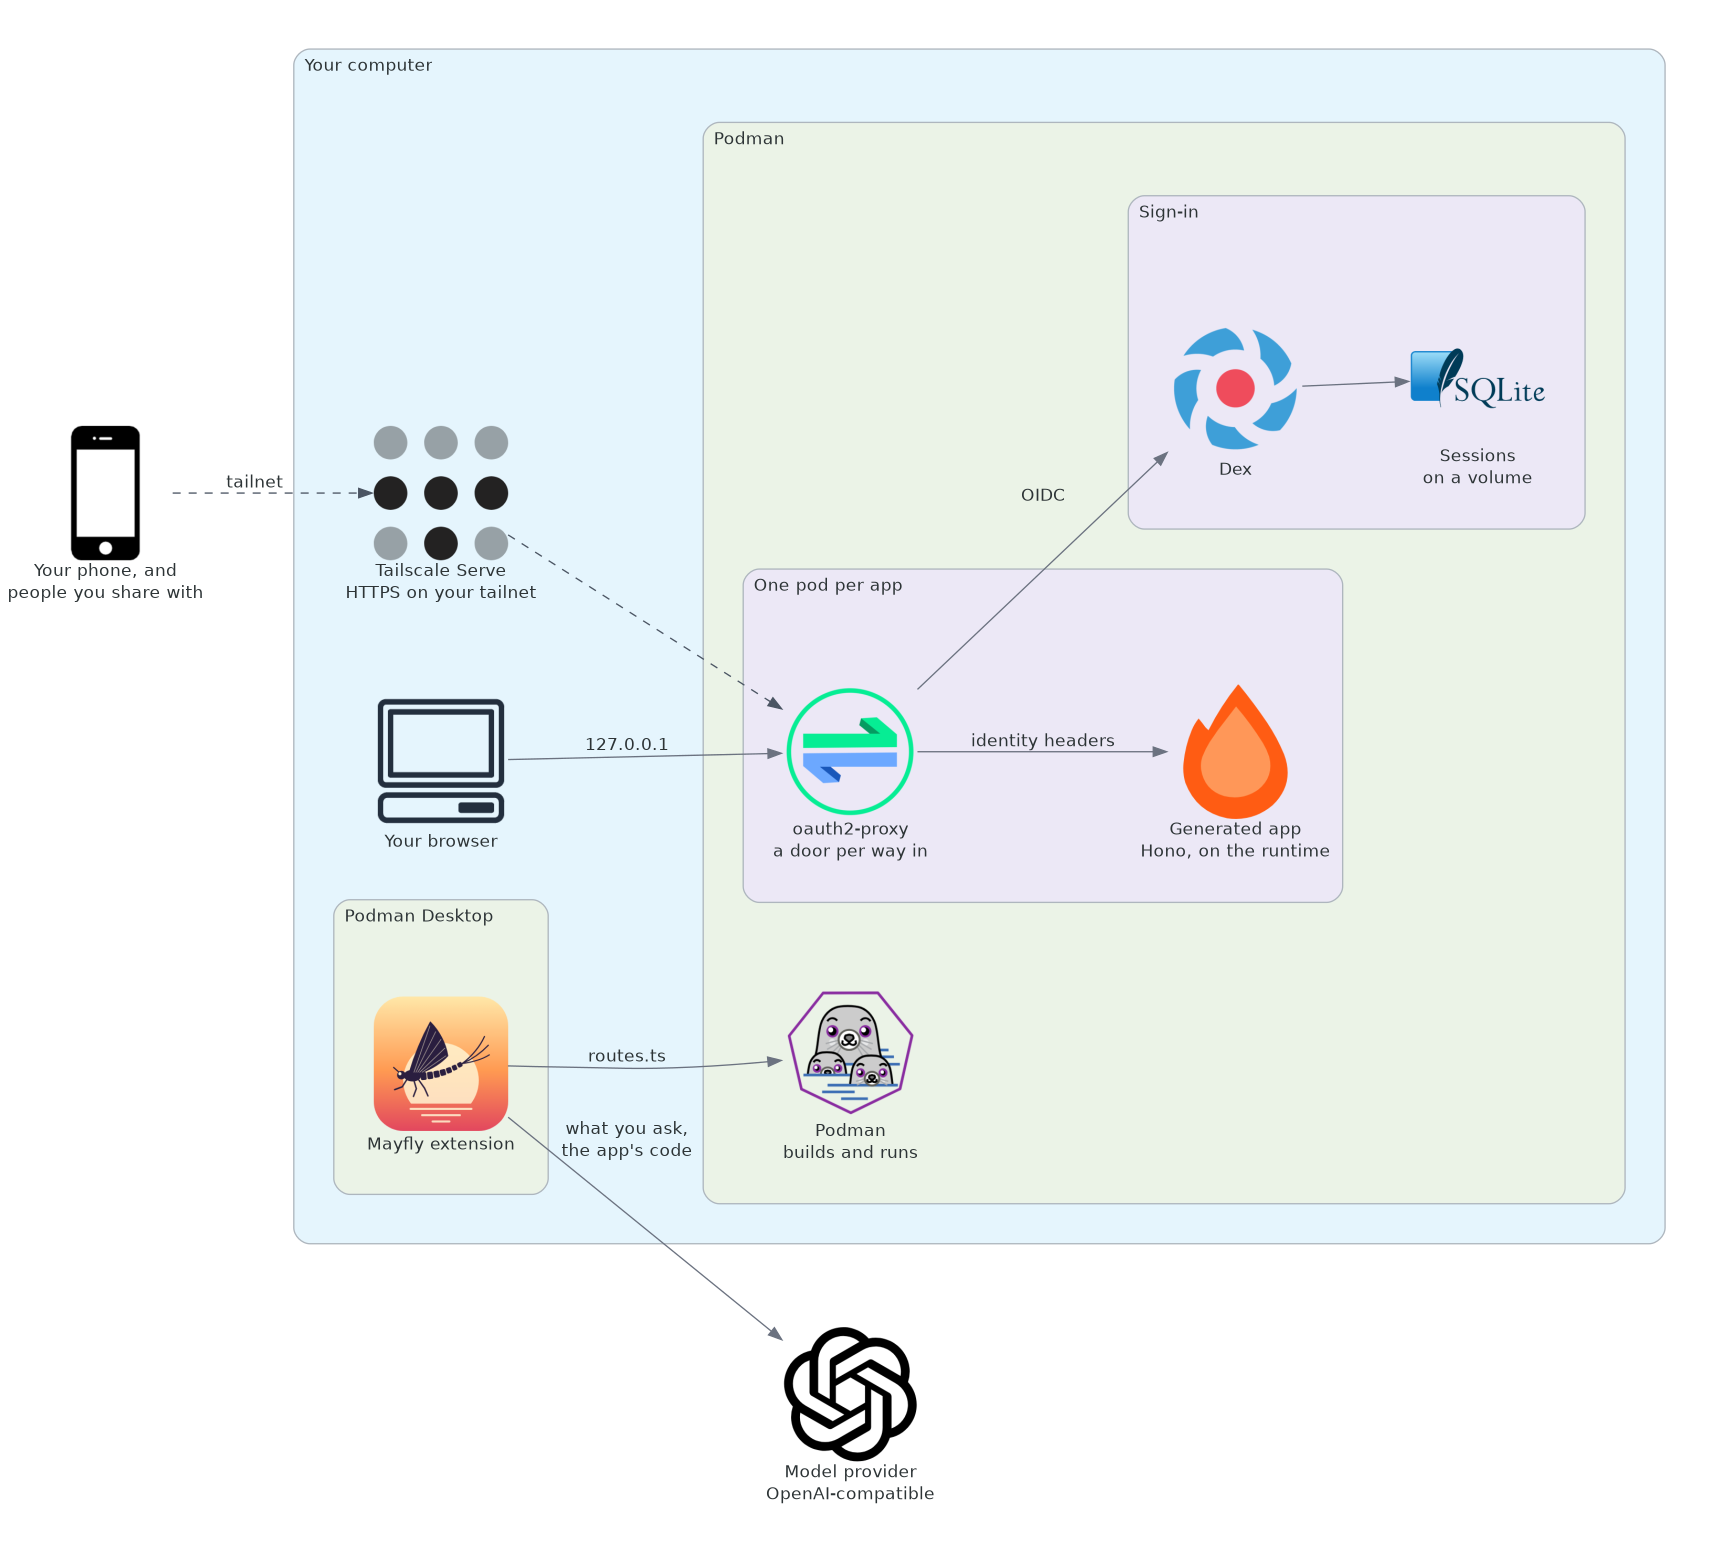 Your computer
Podman
Sign-in
SQLite
Dex
Sessions
on a volume
OIDC
tailnet
Your phone, and
people you share with
Tailscale Serve
HTTPS on your tailnet
One pod per app
127.0.0.1
identity headers
Your browser
oauth2-proxy
a door per way in
Generated app
Hono, on the runtime
Podman Desktop
routes.ts
Mayfly extension
what you ask,
the app's code
Podman
builds and runs
Model provider
OpenAI-compatible